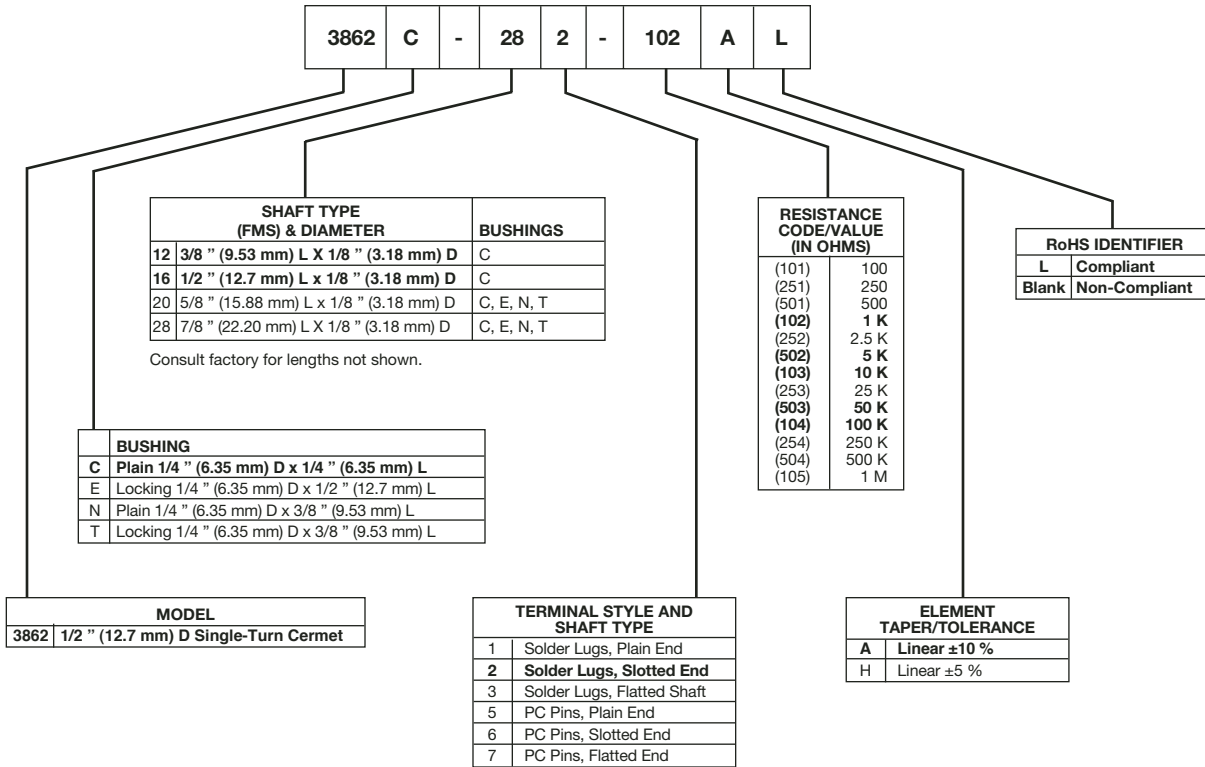 3862 C - 28 2 - 102 A L
SHAFT TYPE
(FMS) & DIAMETER BUSHINGS
12 3/8 " (9.53 mm) L X 1/8 " (3.18 mm) D C
16 1/2 " (12.7 mm) L x 1/8 " (3.18 mm) D C
20 5/8 " (15.88 mm) L x 1/8 " (3.18 mm) D C, E, N, T
28 7/8 " (22.20 mm) L X 1/8 " (3.18 mm) D C, E, N, T
Consult factory for lengths not shown.
RESISTANCE
CODE/VALUE
(IN OHMS)
(101) 100
(251) 250
(501) 500
(102) 1 K
(252) 2.5 K
(502) 5 K
(103) 10 K
(253) 25 K
(503) 50 K
(104) 100 K
(254) 250 K
(504) 500 K
(105) 1 M
RoHS IDENTIFIER
L Compliant
Blank Non-Compliant
BUSHING
C Plain 1/4 " (6.35 mm) D x 1/4 " (6.35 mm) L
E Locking 1/4 " (6.35 mm) D x 1/2 " (12.7 mm) L
N Plain 1/4 " (6.35 mm) D x 3/8 " (9.53 mm) L
T Locking 1/4 " (6.35 mm) D x 3/8 " (9.53 mm) L
MODEL
3862 1/2 " (12.7 mm) D Single-Turn Cermet
TERMINAL STYLE AND
SHAFT TYPE
1 Solder Lugs, Plain End
2 Solder Lugs, Slotted End
3 Solder Lugs, Flatted Shaft
5 PC Pins, Plain End
6 PC Pins, Slotted End
7 PC Pins, Flatted End
ELEMENT
TAPER/TOLERANCE
A Linear ±10 %
H Linear ±5 %